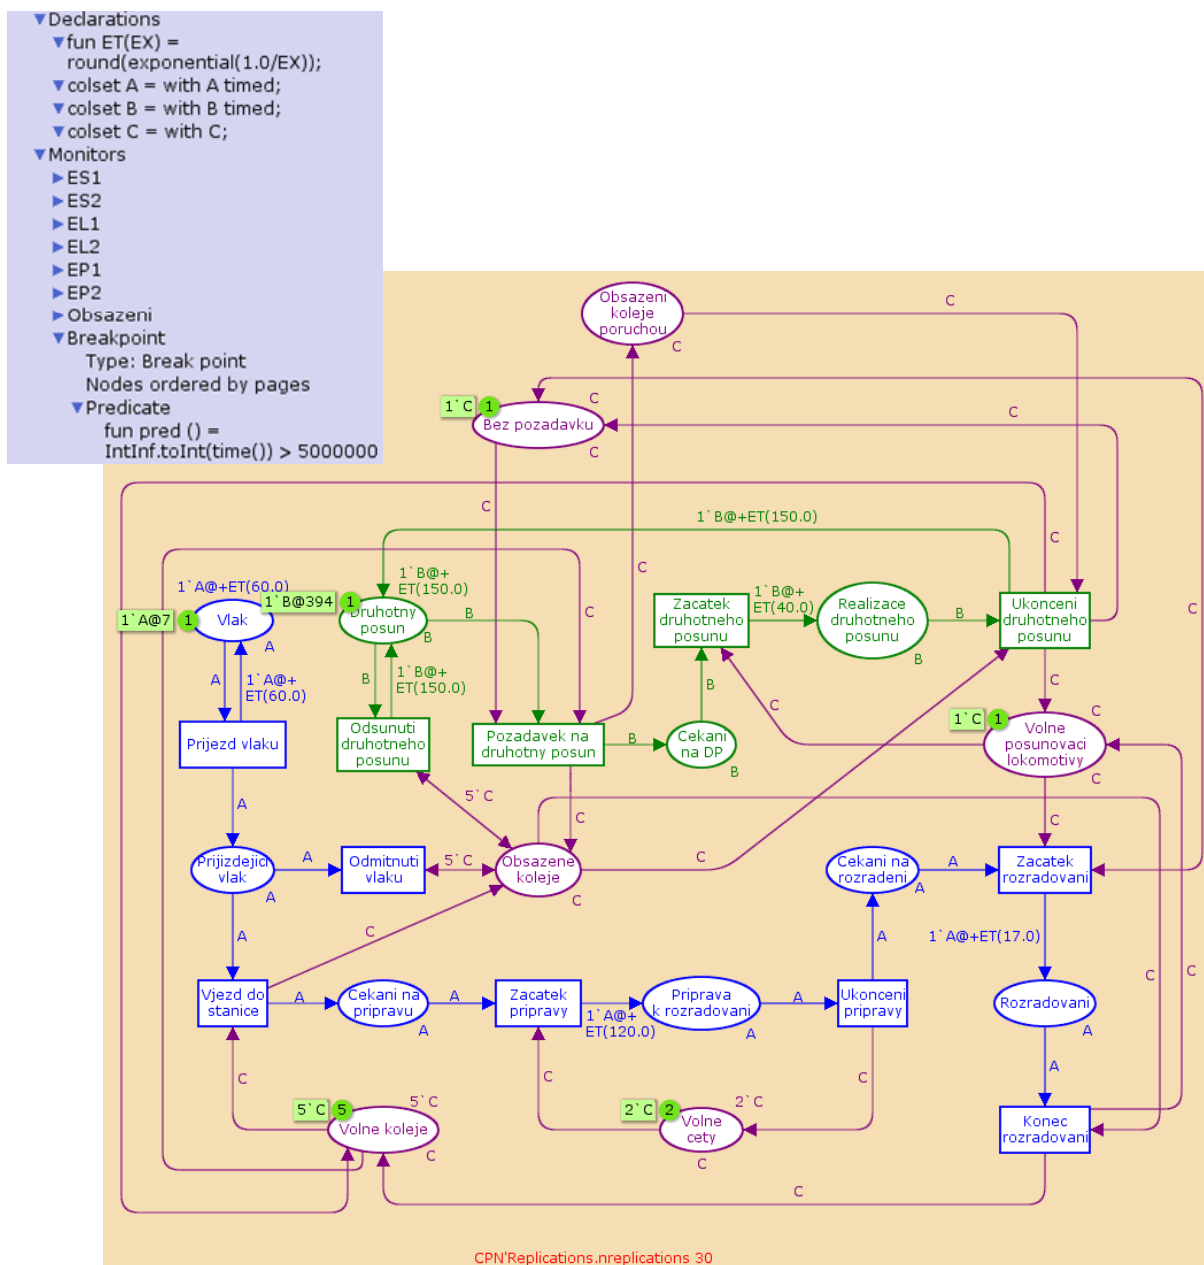 Declarations
fun ET(EX) =
round(exponential(1.0/EX));
colset A = with A timed;
colset B = with B timed;
colset C = with C;
Monitors
ES1
ES2
EL1
EL2
EP1
EP2
Obsazeni
Breakpoint
Type: Break point
Nodes ordered by pages
Predicate
fun pred () =
IntInf.toInt(time()) > 5000000
Obsazeni
koleje
poruchou
C
C
C
1`C
1
Bez pozadavku
C
C
C
C
1`B@+ET(150.0)
C
1`A@+ET(60.0)
1`B@394
1
1`B@+
ET(150.0)
1`A@7
1
Vlak
A
Druhotny
posun
B
B
C
C
Zacatek
druhotneho
posunu
1`B@+
ET(40.0)
Realizace
druhotneho
posunu
B
B
Ukonceni
druhotneho
posunu
A
1`A@+
ET(60.0)
B
1`B@+
ET(150.0)
B
C
C
Prijezd vlaku
Odsunuti
druhotneho
posunu
Pozadavek na
druhotny posun
B
Cekani
na DP
B
C
1`C
1
Volne
posunovaci
lokomotivy
C
C
A
5`C
C
C
C
Prijizdejici
vlak
A
A
Odmitnuti
vlaku
5`C
Obsazene
koleje
C
C
Cekani na
rozradeni
A
A
Zacatek
rozradovani
A
C
A
1`A@+ET(17.0)
C
C
Vjezd do
stanice
A
Cekani na
pripravu
A
A
Zacatek
pripravy
1`A@+
ET(120.0)
Priprava
k rozradovani
A
A
Ukonceni
pripravy
Rozradovani
A
C
C
C
A
5`C
5
5`C
Volne koleje
C
2`C
2
2`C
Volne
cety
C
Konec
rozradovani
C
CPN'Replications.nreplications 30